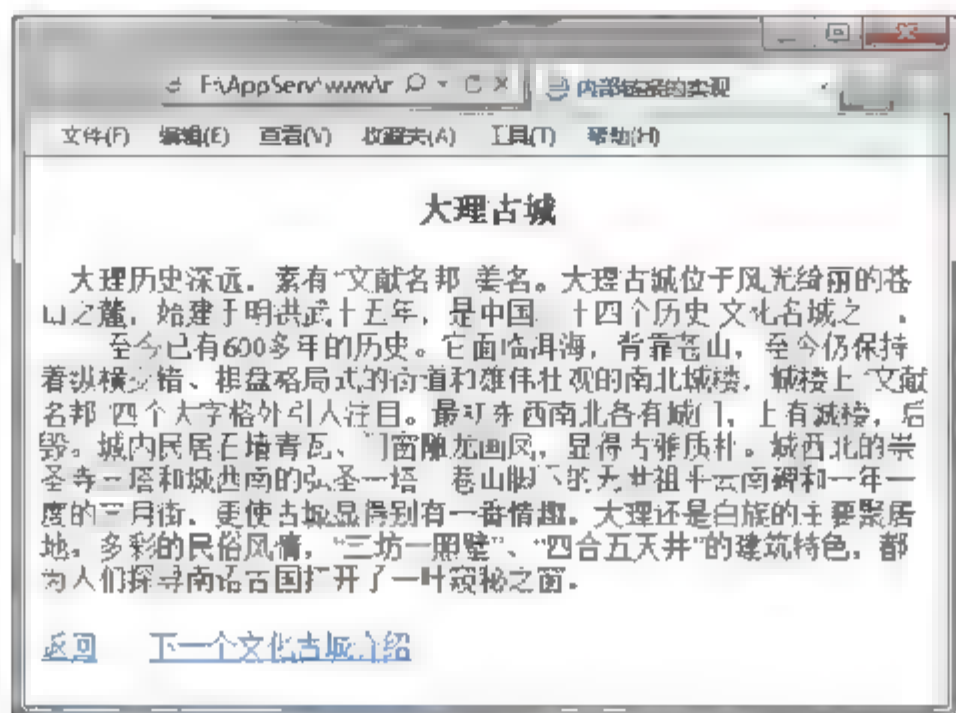 F:\AppServ\www\r
内部链接的实现
文件(F) 编辑(E) 查看(V) 收藏夹(A) 工具(T) 帮助(H)
大理古城
大理历史深远，素有“文献名邦 美名。大理古城位于风光绮丽的苍
山之麓，始建于明洪武十五年，是中国 十四个历史文化名城之 。
至今已有600多年的历史。它面临洱海，背靠苍山，至今仍保持
着纵横交错、棋盘格局式的街道和雄伟壮观的南北城楼，城楼上 文献
名邦 四个大字格外引人注目。最 东西南北各有城门，上有城楼，后
毁。城内民居石墙青瓦、门窗雕龙画凤，显得古雅质朴。城西北的崇
圣寺三塔和城西南的弘圣一塔 苍山脚下的 世祖平云南碑和一年一
度的三月街，更使古城显得别有一番情趣。大理还是白族的主要聚居
地。多彩的民俗风情，“三坊一照壁”、“四合五天井”的建筑特色，都
为人们探寻南诏古国打开了一叶窥秘之窗。
返回 下一个文化古城介绍